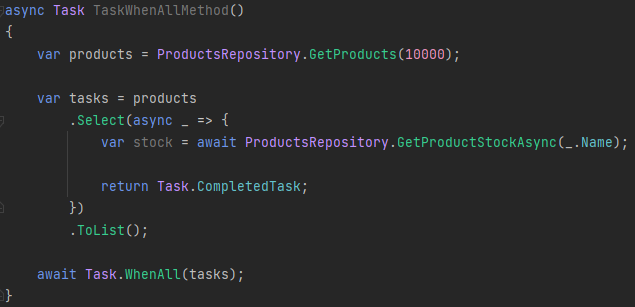 async Task TaskWhenAllMethod()
{
    var products = ProductsRepository.GetProducts(10000);
    var tasks = products
        .Select(async _ => {
            var stock = await ProductsRepository.GetProductStockAsync(_.Name);
            return Task.CompletedTask;
        })
        .ToList();
    await Task.WhenAll(tasks);
}